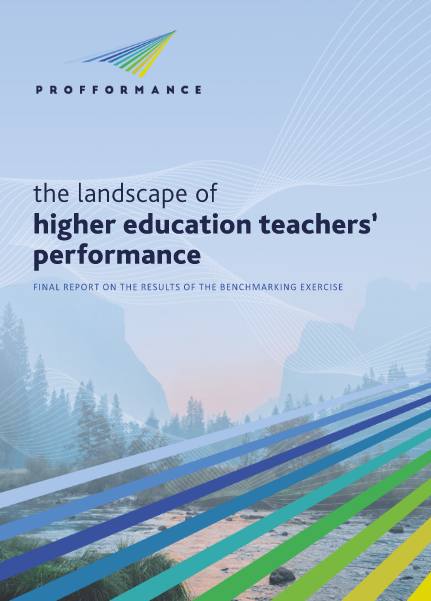 PROFFORMANCE
the landscape of
higher education teachers'
performance
FINAL REPORT ON THE RESULTS OF THE BENCHMARKING EXERCISE